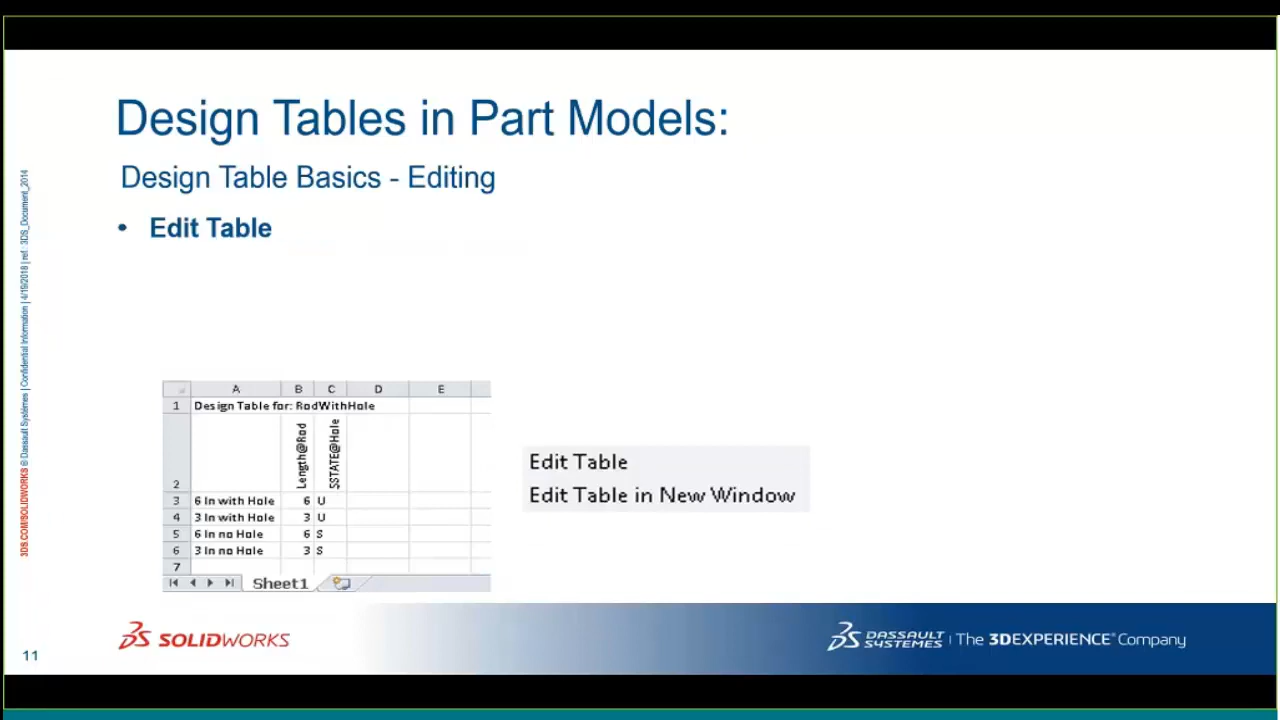 Design Tables in Part Models:
Design Table Basics - Editing
• Edit Table
3DS.COM/SOLIDWORKS © Dassault Systèmes | Confidential Information | 4/19/2018 | ref.: 3DS_Document_2014
A B C D E
1 Design Table for: RodWithHole
2 Length@Rod $STATE@Hole
3 6 In with Hole 6 U
4 3 In with Hole 3 U
5 6 In no Hole 6 S
6 3 In no Hole 3 S
7
Sheet1
Edit Table
Edit Table in New Window
SOLIDWORKS
DASSAULT SYSTEMES | The 3DEXPERIENCE® Company
11